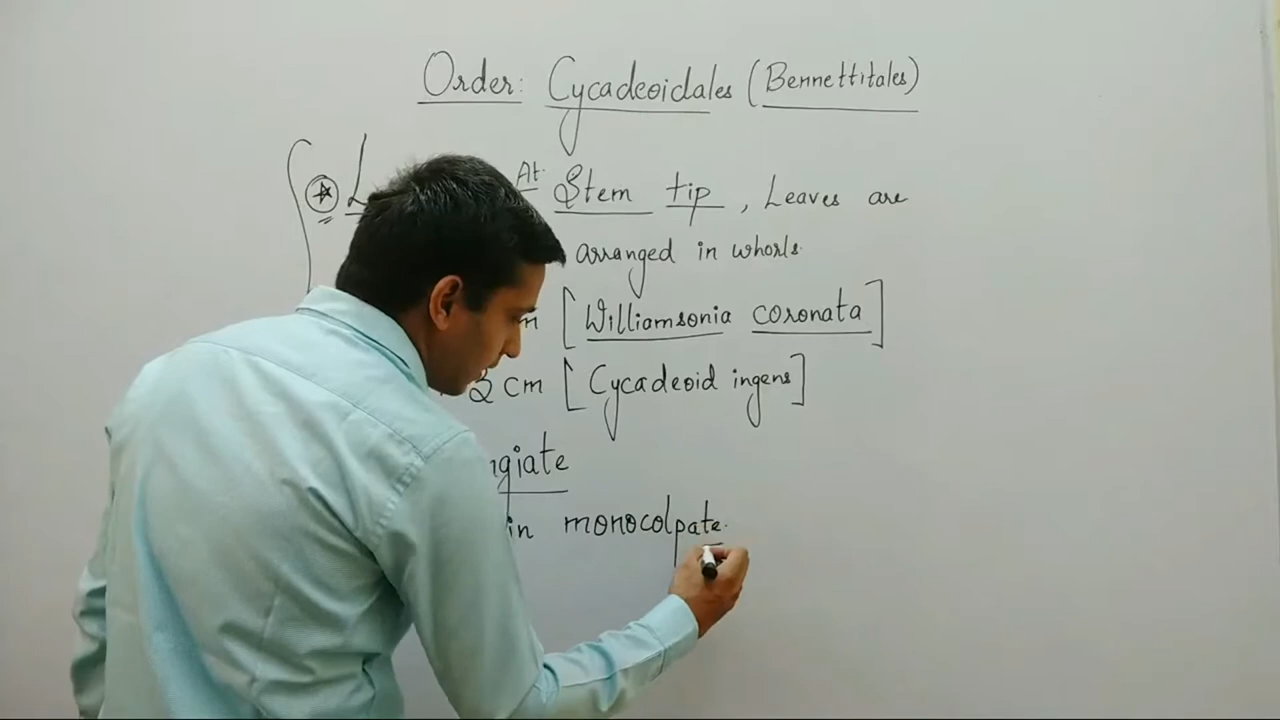 Order: Cycadeoidales (Bennettitales)
At Stem tip, Leaves are
arranged in whorls
m [Williamsonia coronata]
2 cm [Cycadeoid ingens]
ngiate
in monocolpate.